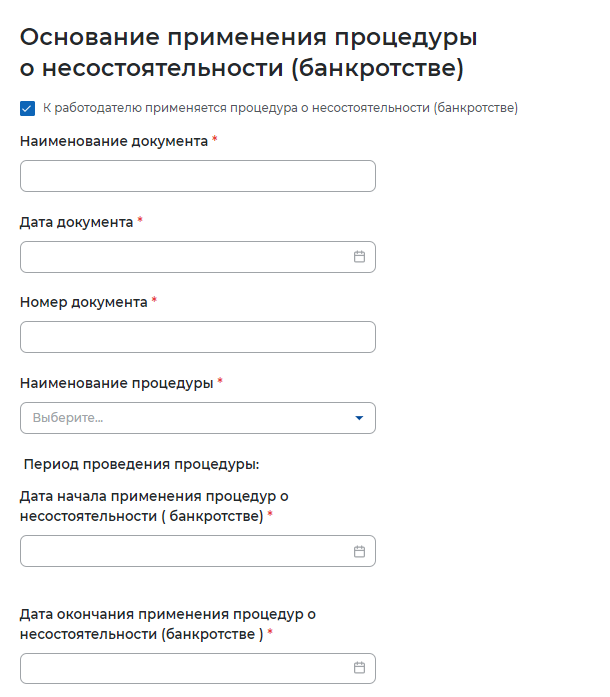 Основание применения процедуры
о несостоятельности (банкротстве)
К работодателю применяется процедура о несостоятельности (банкротстве)
Наименование документа *
Дата документа *
Номер документа *
Наименование процедуры *
Выберите...
Период проведения процедуры:
Дата начала применения процедур о
несостоятельности ( банкротстве) *
Дата окончания применения процедур о
несостоятельности (банкротстве ) *